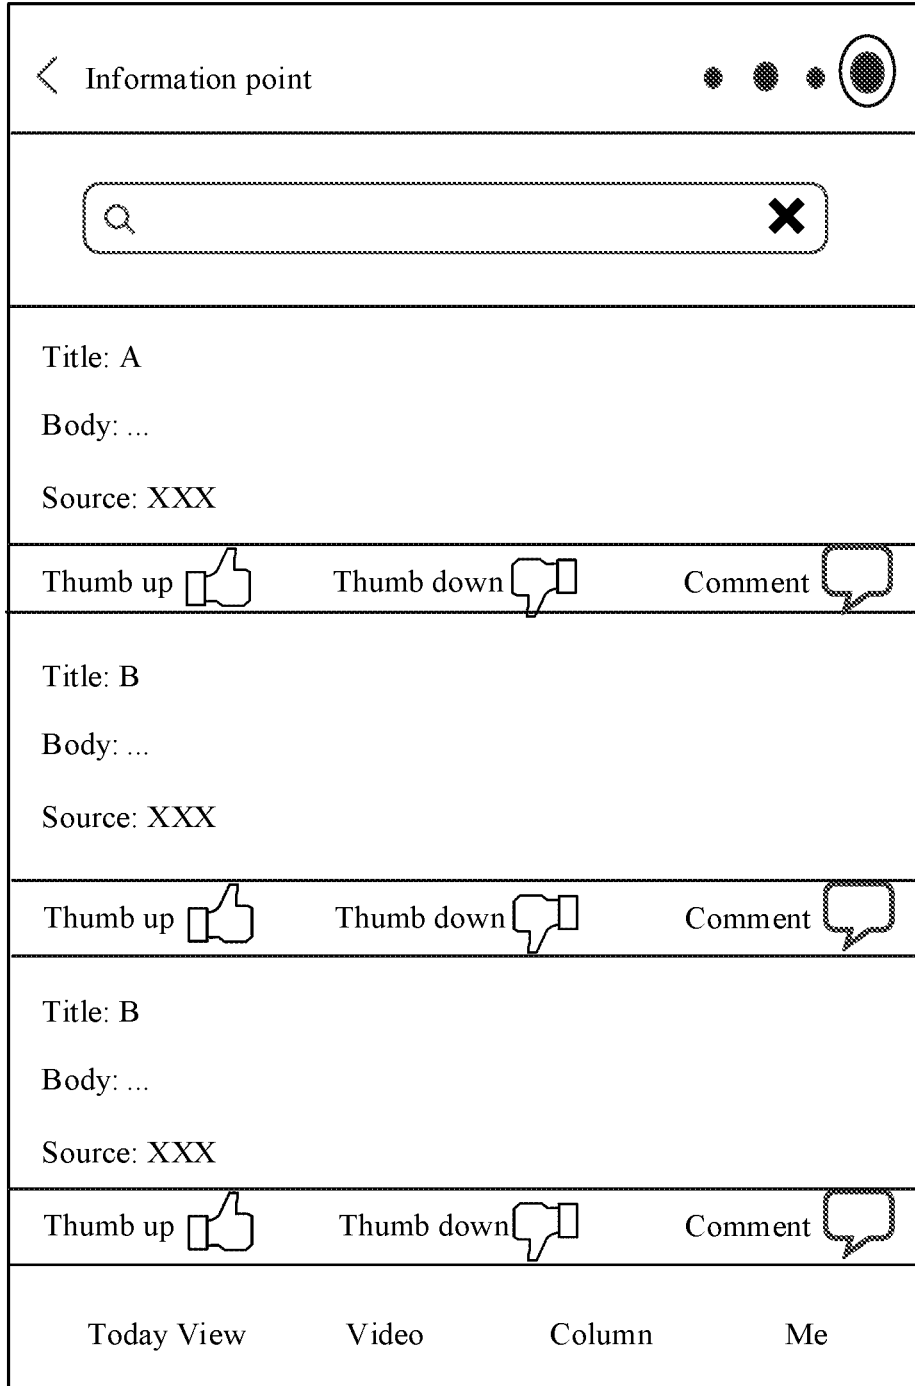 Information point
Title: A
Body: ...
Source: XXX
Thumb up Thumb down Comment
Title: B
Body: ...
Source: XXX
Thumb up Thumb down Comment
Title: B
Body: ...
Source: XXX
Thumb up Thumb down Comment
Today View Video Column Me